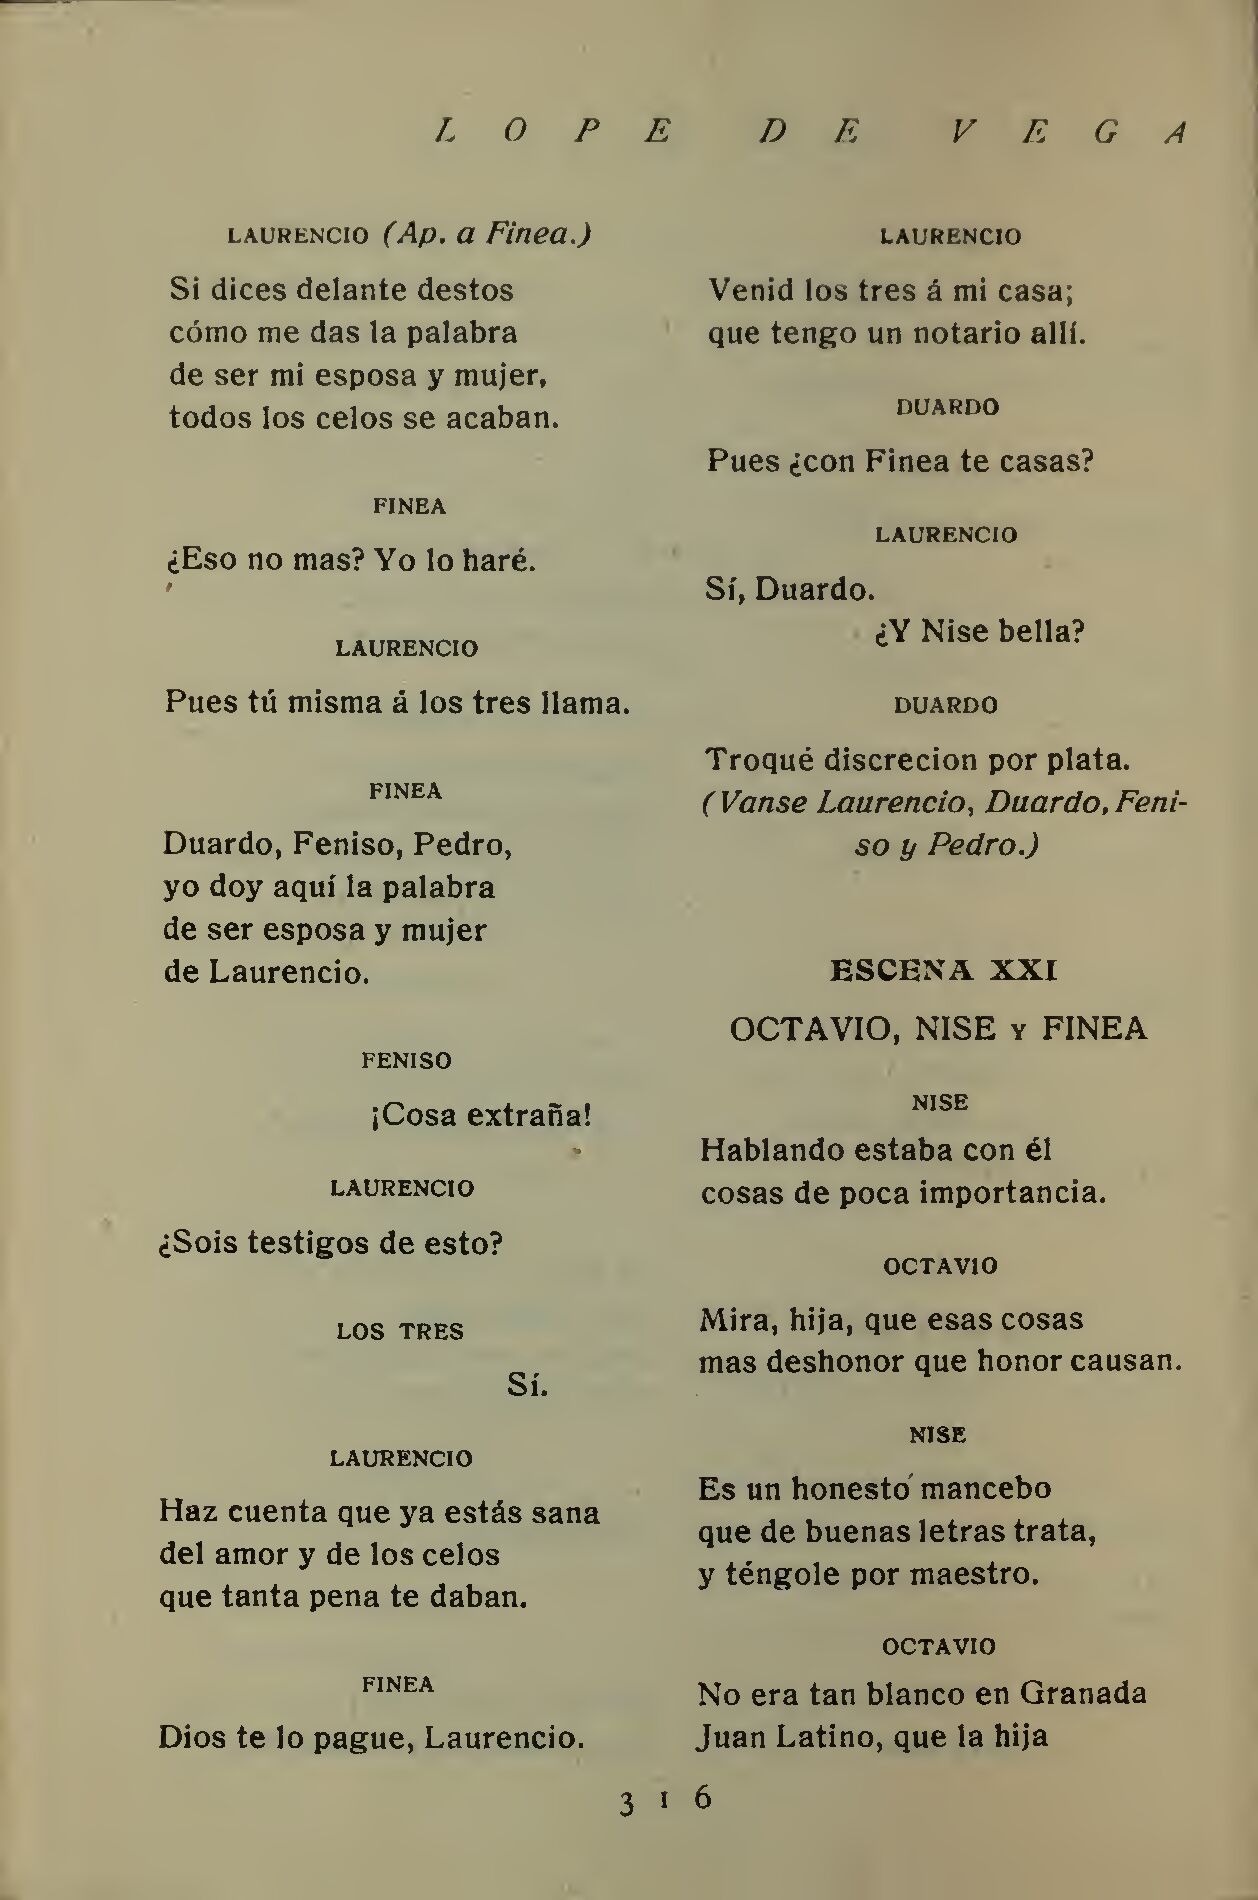 LOPE DE VEGA
LAURENCIO (Ap. a Finea.)
Si dices delante destos
cómo me das la palabra
de ser mi esposa y mujer,
todos los celos se acaban.
FINEA
¿Eso no mas? Yo lo haré.
LAURENCIO
Pues tú misma á los tres llama.
FINEA
Duardo, Feniso, Pedro,
yo doy aquí la palabra
de ser esposa y mujer
de Laurencio.
FENISO
¡Cosa extraña!
LAURENCIO
¿Sois testigos de esto?
LOS TRES
Sí.
LAURENCIO
Haz cuenta que ya estás sana
del amor y de los celos
que tanta pena te daban.
FINEA
Dios te lo pague, Laurencio.
LAURENCIO
Venid los tres á mi casa;
que tengo un notario allí.
DUARDO
Pues ¿con Finea te casas?
LAURENCIO
Sí, Duardo.
¿Y Nise bella?
DUARDO
Troqué discrecion por plata.
(Vanse Laurencio, Duardo, Feni-
so y Pedro.)
ESCENA XXI
OCTAVIO, NISE Y FINEA
NISE
Hablando estaba con él
cosas de poca importancia.
OCTAVIO
Mira, hija, que esas cosas
mas deshonor que honor causan.
NISE
Es un honesto mancebo
que de buenas letras trata,
y téngole por maestro.
OCTAVIO
No era tan blanco en Granada
Juan Latino, que la hija
316